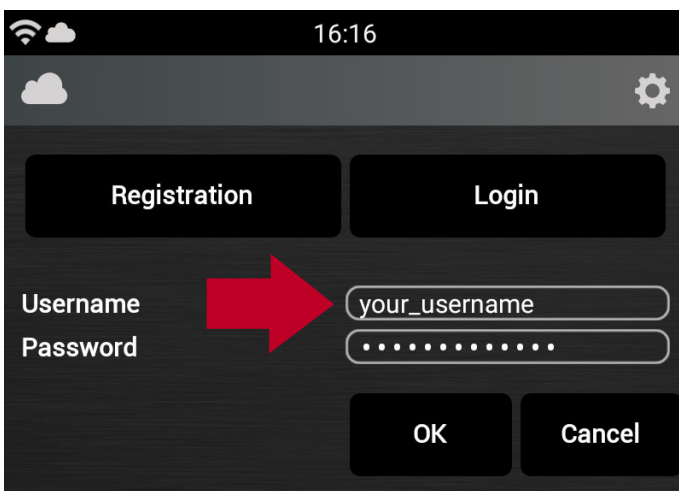 16:16
Registration Login
Username your_username
Password •••••••••••••
OK Cancel